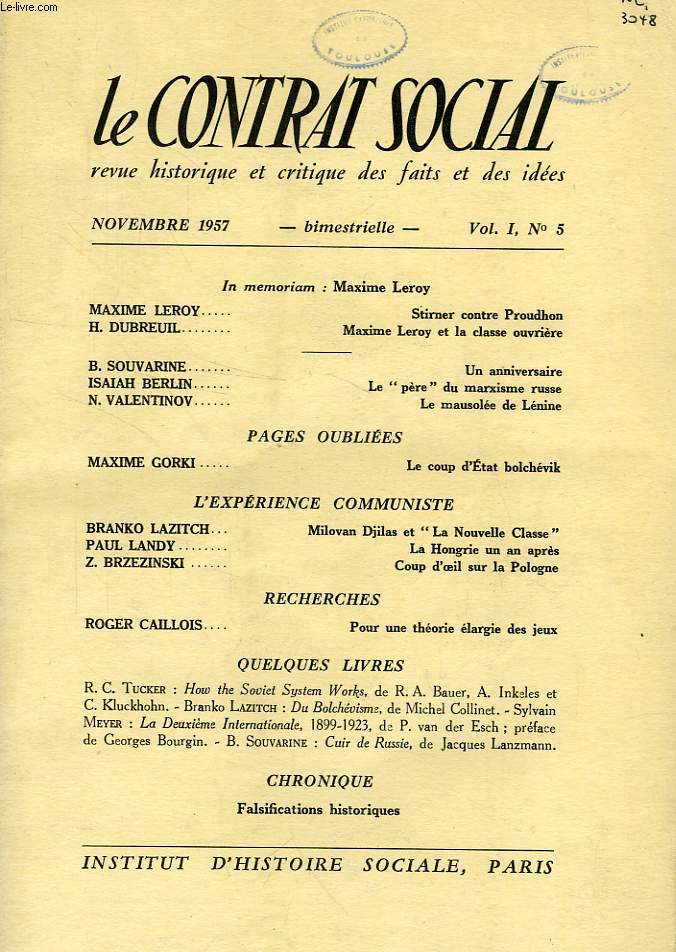 Le-livre.com
3048
le CONTRAT SOCIAL
revue historique et critique des faits et des idées
NOVEMBRE 1957 — bimestrielle — Vol. I, Nº 5
In memoriam : Maxime Leroy
MAXIME LEROY..... Stirner contre Proudhon
H. DUBREUIL........ Maxime Leroy et la classe ouvrière
B. SOUVARINE....... Un anniversaire
ISAIAH BERLIN...... Le “ père ” du marxisme russe
N. VALENTINOV...... Le mausolée de Lénine
PAGES OUBLIÉES
MAXIME GORKI ..... Le coup d'État bolchévik
L'EXPÉRIENCE COMMUNISTE
BRANKO LAZITCH... Milovan Djilas et “ La Nouvelle Classe ”
PAUL LANDY........ La Hongrie un an après
Z. BRZEZINSKI ...... Coup d'œil sur la Pologne
RECHERCHES
ROGER CAILLOIS.... Pour une théorie élargie des jeux
QUELQUES LIVRES
R. C. TUCKER : How the Soviet System Works, de R. A. Bauer, A. Inkeles et
C. Kluckhohn. - Branko LAZITCH : Du Bolchévisme, de Michel Collinet. - Sylvain
MEYER : La Deuxième Internationale, 1899-1923, de P. van der Esch ; préface
de Georges Bourgin. - B. SOUVARINE : Cuir de Russie, de Jacques Lanzmann.
CHRONIQUE
Falsifications historiques
INSTITUT D'HISTOIRE SOCIALE, PARIS